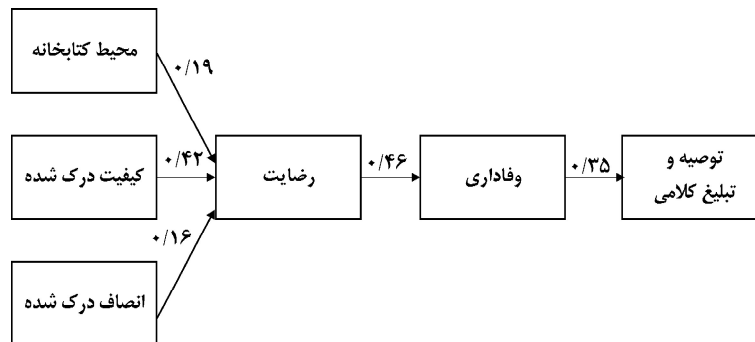 محیط کتابخانه
۰/۱۹
کیفیت درک شده
۰/۴۲
رضایت
۰/۴۶
وفاداری
۰/۳۵
توصیه و
تبلیغ کلامی
۰/۱۶
انصاف درک شده